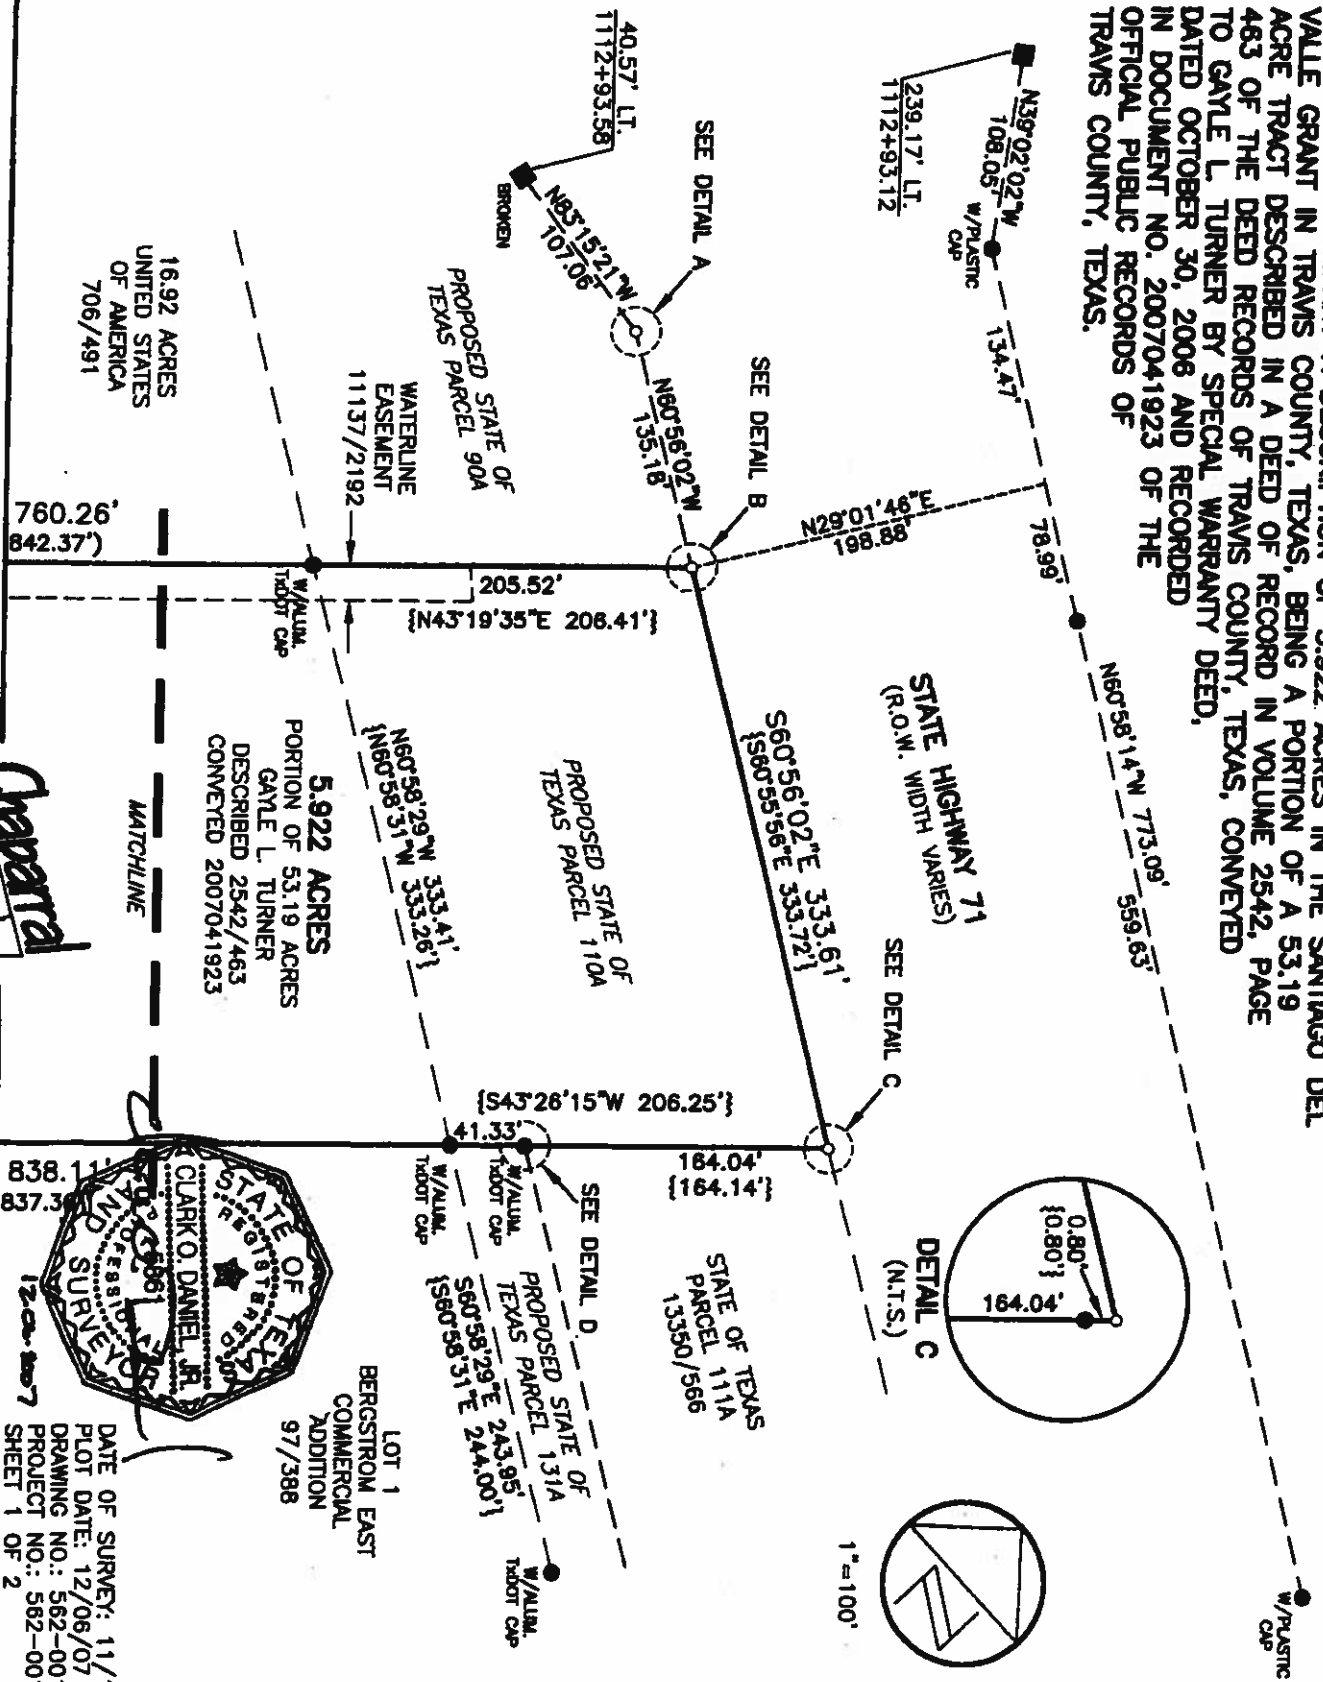 VALLE GRANT IN TRAVIS COUNTY, TEXAS, BEING A PORTION OF A 53.19
ACRE TRACT DESCRIBED IN A DEED OF RECORD IN VOLUME 2542, PAGE
463 OF THE DEED RECORDS OF TRAVIS COUNTY, TEXAS, CONVEYED
TO GAYLE L. TURNER BY SPECIAL WARRANTY DEED,
DATED OCTOBER 30, 2006 AND RECORDED
IN DOCUMENT NO. 2007041923 OF THE
OFFICIAL PUBLIC RECORDS OF
TRAVIS COUNTY, TEXAS.
N39°02'02"W
108.05'
239.17' LT.
1112+93.12
W/PLASTIC
CAP
134.47'
78.99'
N60°58'14"W 773.09'
559.63'
W/PLASTIC
CAP
40.57' LT.
1112+93.58
BROKEN
N83°15'21"W
107.06'
SEE DETAIL A
N60°56'02"W
135.18'
SEE DETAIL B
N29°01'46"E
198.88'
STATE HIGHWAY 71
(R.O.W. WIDTH VARIES)
S60°56'02"E 333.61'
{S60°55'56"E 333.72'}
SEE DETAIL C
DETAIL C
(N.T.S.)
0.80'
{0.80'}
164.04'
1"=100'
PROPOSED STATE OF
TEXAS PARCEL 90A
WATERLINE
EASEMENT
11137/2192
205.52'
{N43°19'35"E 206.41'}
W/ALUM.
TxDOT CAP
PROPOSED STATE OF
TEXAS PARCEL 110A
N60°58'29"W 333.41'
{N60°58'31"W 333.26'}
{S43°26'15"W 206.25'}
41.33'
164.04'
{164.14'}
W/ALUM.
TxDOT CAP
W/ALUM.
TxDOT CAP
SEE DETAIL D
STATE OF TEXAS
PARCEL 111A
13350/566
PROPOSED STATE OF
TEXAS PARCEL 131A
S60°58'29"E 243.95'
{S60°58'31"E 244.00'}
W/ALUM.
TxDOT CAP
16.92 ACRES
UNITED STATES
OF AMERICA
706/491
760.26'
842.37')
5.922 ACRES
PORTION OF 53.19 ACRES
GAYLE L. TURNER
DESCRIBED 2542/463
CONVEYED 2007041923
MATCHLINE
Chaparral
838.11'
LOT 1
BERGSTROM EAST
COMMERCIAL
ADDITION
97/388
STATE OF TEXAS
REGISTERED
CLARK O. DANIEL, JR.
5861
PROFESSIONAL
LAND SURVEYOR
DATE OF SURVEY: 11/
PLOT DATE: 12/06/07
DRAWING NO.: 562-00
PROJECT NO.: 562-00
SHEET 1 OF 2